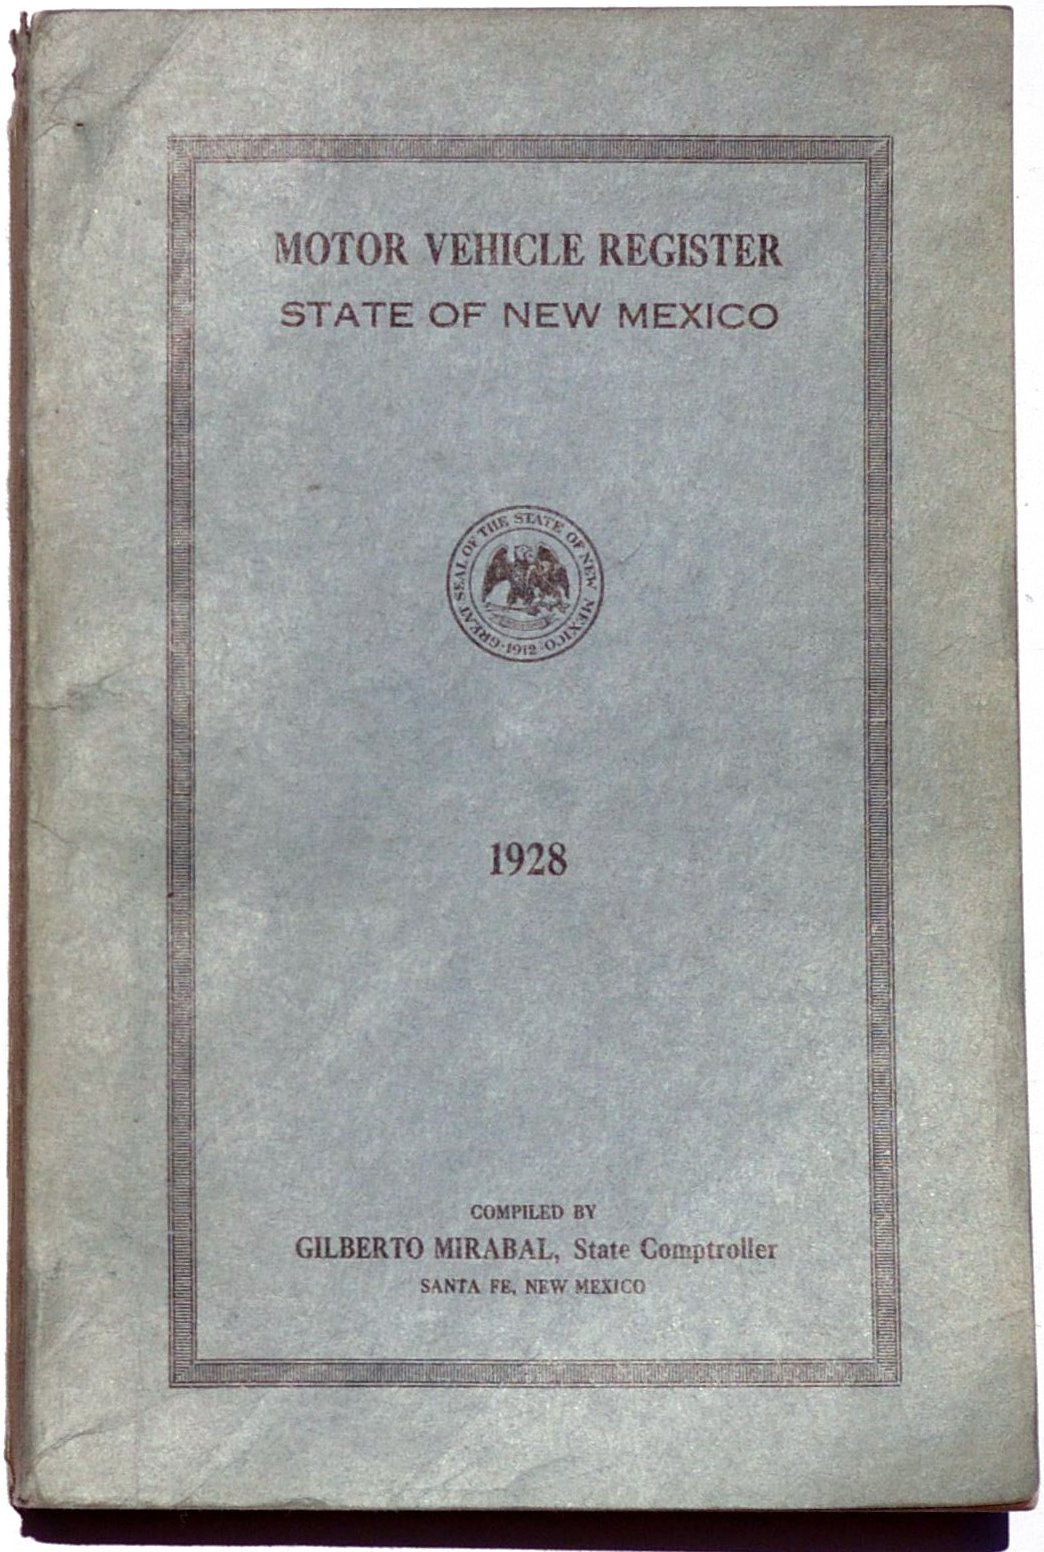 MOTOR VEHICLE REGISTER
STATE OF NEW MEXICO
GREAT SEAL OF THE STATE OF NEW MEXICO
·1912·
1928
COMPILED BY
GILBERTO MIRABAL, State Comptroller
SANTA FE, NEW MEXICO